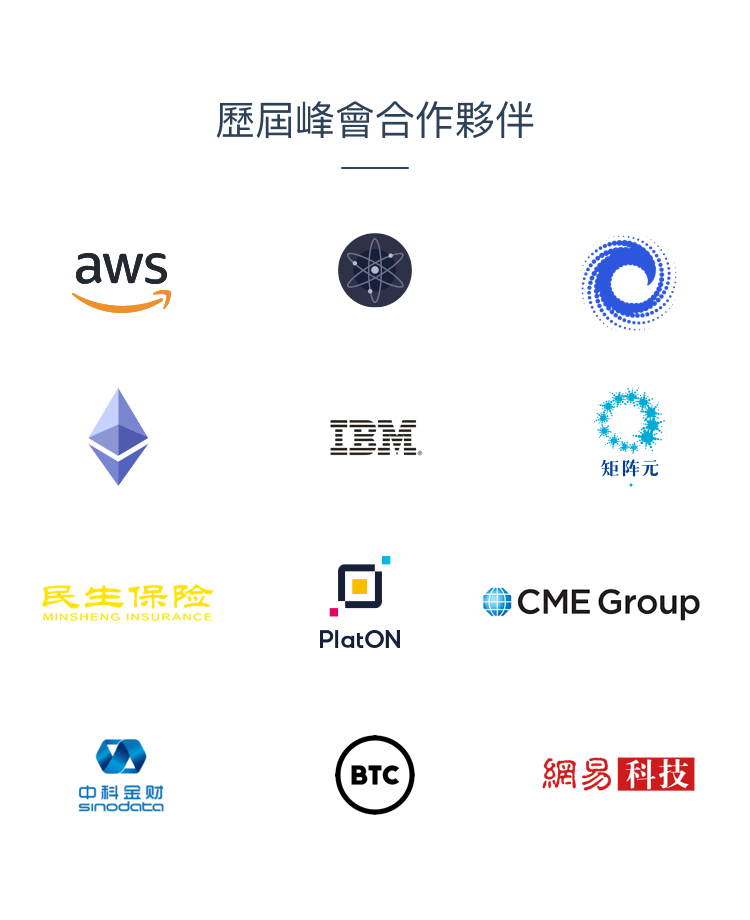 歷屆峰會合作夥伴
aws
IBM®
矩阵元
民生保险
MINSHENG INSURANCE
PlatON
CME Group
中科金财
sinodata
BTC
網易科技